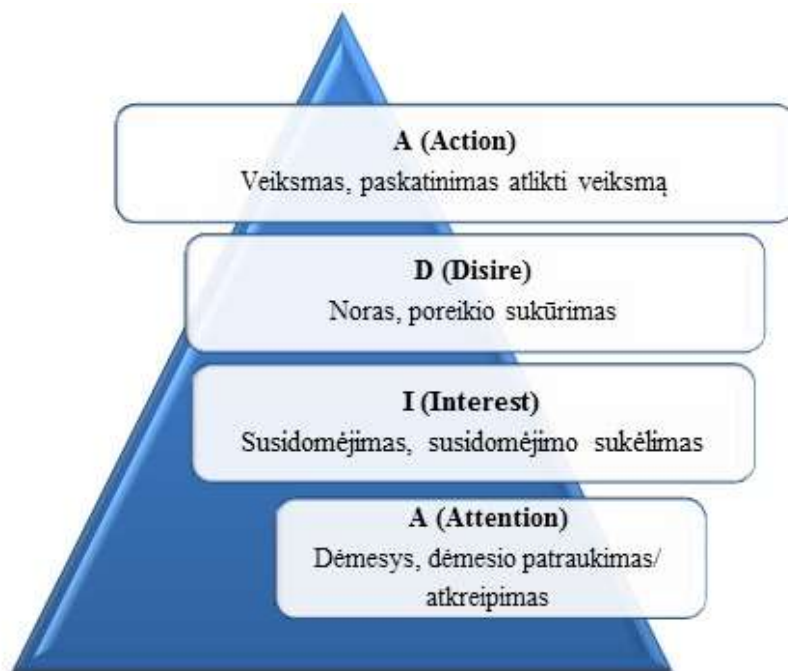 A (Action)
Veiksmas, paskatinimas atlikti veiksmą
D (Disire)
Noras, poreikio sukūrimas
I (Interest)
Susidomėjimas, susidomėjimo sukėlimas
A (Attention)
Dėmesys, dėmesio patraukimas/
atkreipimas